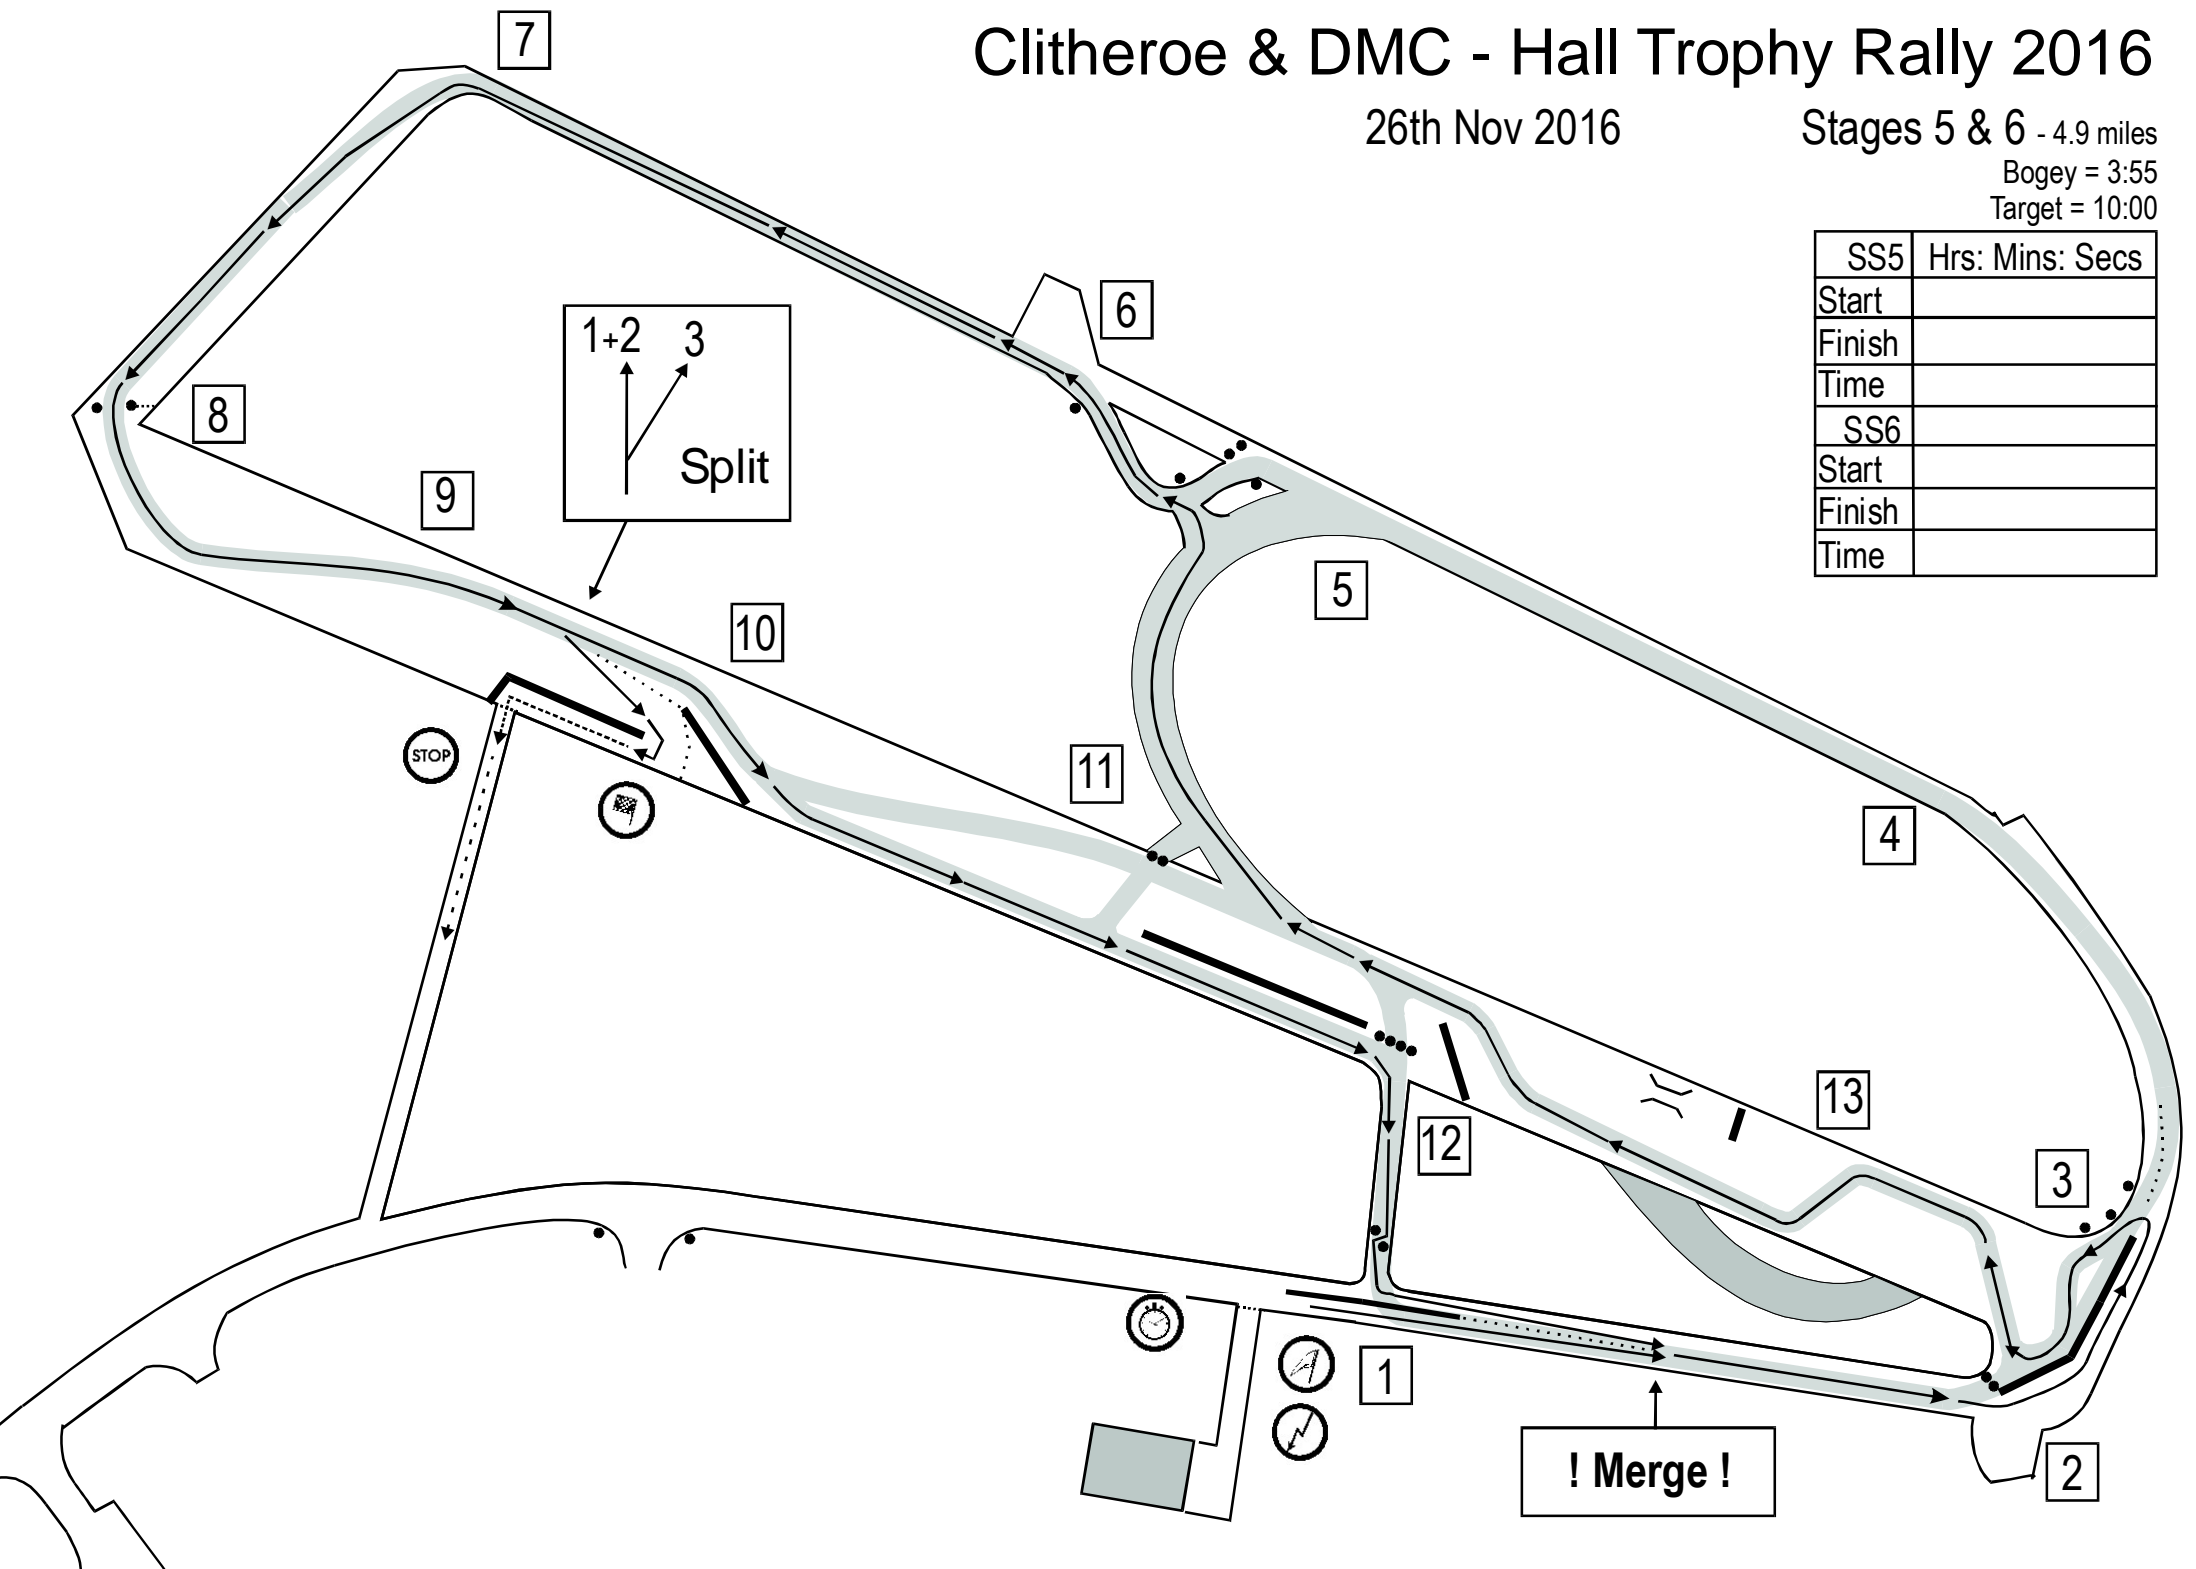 Clitheroe & DMC - Hall Trophy Rally 2016
26th Nov 2016
Stages 5 & 6 - 4.9 miles
Bogey = 3:55
Target = 10:00
SS5 Hrs: Mins: Secs
Start
Finish
Time
SS6
Start
Finish
Time
7
6
1+2 3
Split
8
9
5
10
11
4
STOP
13
12
3
1
! Merge !
2